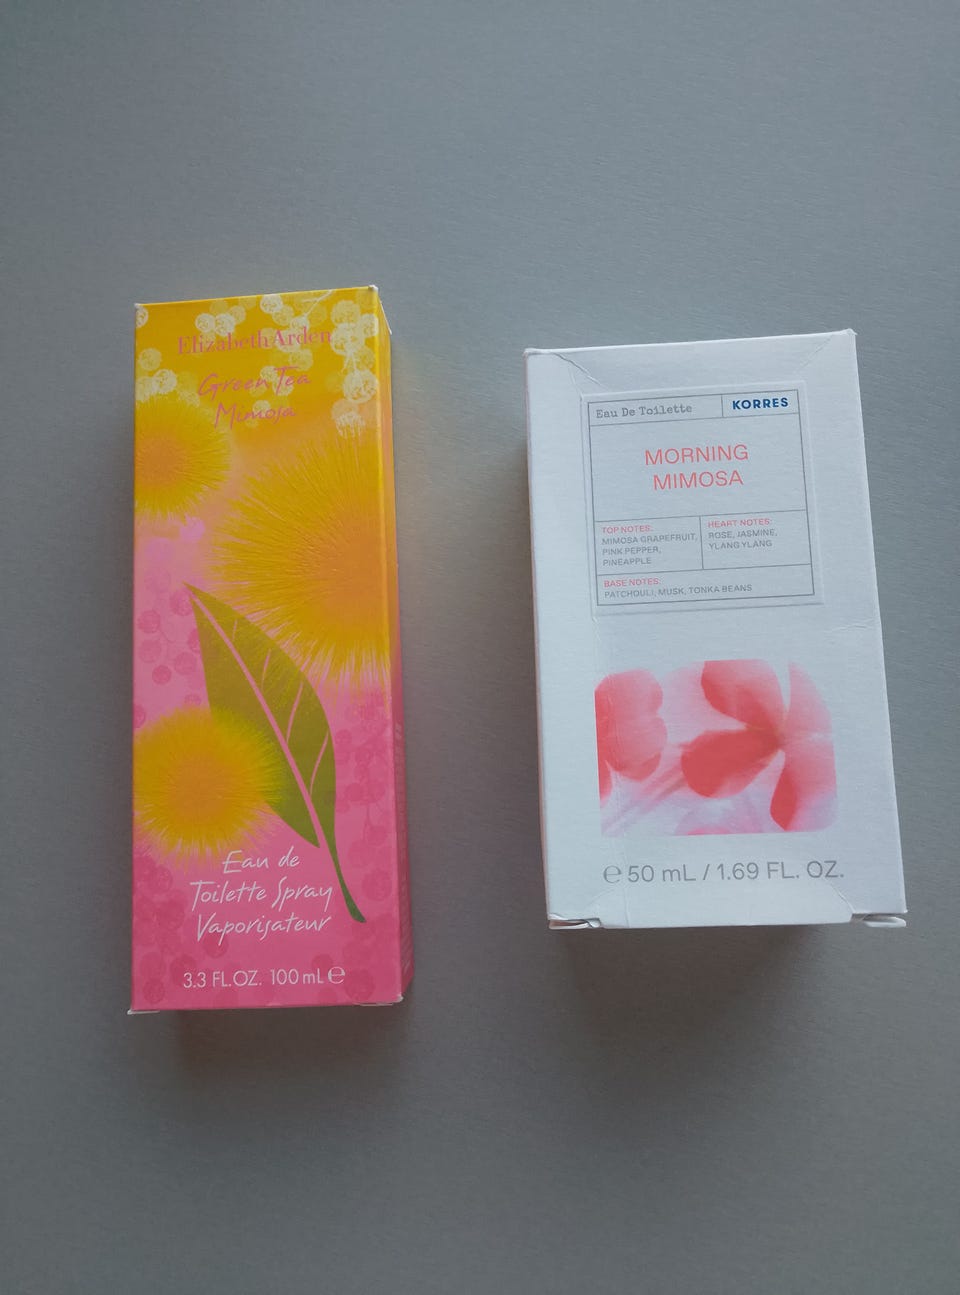 Elizabeth Arden
Green Tea
Mimosa
Eau de
Toilette Spray
Vaporisateur
3.3 FL.OZ. 100 mL ℮
Eau De Toilette
KORRES
MORNING
MIMOSA
TOP NOTES:
MIMOSA GRAPEFRUIT,
PINK PEPPER,
PINEAPPLE
HEART NOTES:
ROSE, JASMINE,
YLANG YLANG
BASE NOTES:
PATCHOULI, MUSK, TONKA BEANS
℮ 50 mL / 1.69 FL. OZ.